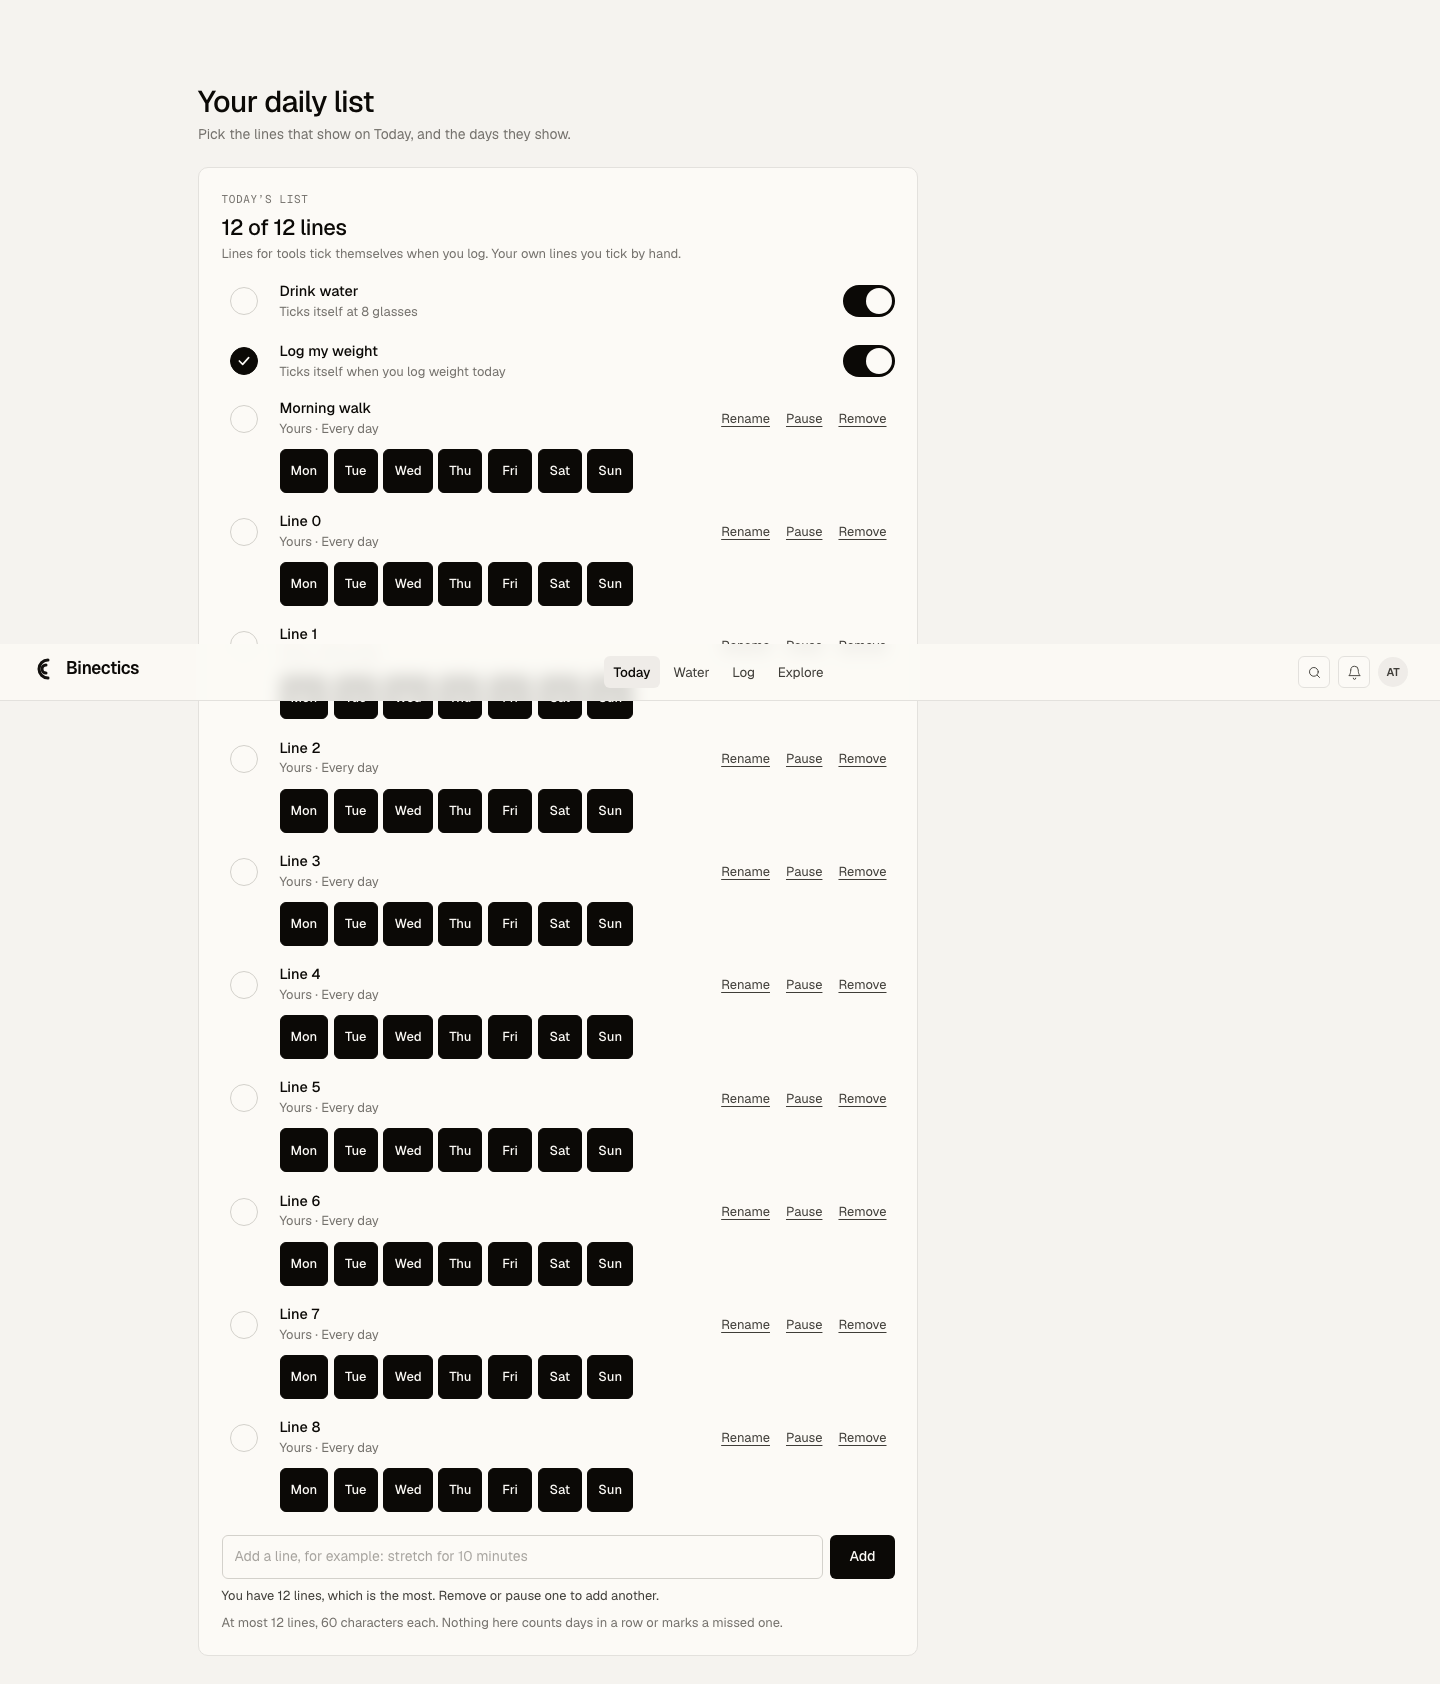 Your daily list
Pick the lines that show on Today, and the days they show.
TODAY'S LIST
12 of 12 lines
Lines for tools tick themselves when you log. Your own lines you tick by hand.
Drink water
Ticks itself at 8 glasses
Log my weight
Ticks itself when you log weight today
Morning walk
Rename Pause Remove
Yours · Every day
Mon Tue Wed Thu Fri Sat Sun
Line 0
Rename Pause Remove
Yours · Every day
Mon Tue Wed Thu Fri Sat Sun
Line 1
Binectics Today Water Log Explore AT
Line 2
Rename Pause Remove
Yours · Every day
Mon Tue Wed Thu Fri Sat Sun
Line 3
Rename Pause Remove
Yours · Every day
Mon Tue Wed Thu Fri Sat Sun
Line 4
Rename Pause Remove
Yours · Every day
Mon Tue Wed Thu Fri Sat Sun
Line 5
Rename Pause Remove
Yours · Every day
Mon Tue Wed Thu Fri Sat Sun
Line 6
Rename Pause Remove
Yours · Every day
Mon Tue Wed Thu Fri Sat Sun
Line 7
Rename Pause Remove
Yours · Every day
Mon Tue Wed Thu Fri Sat Sun
Line 8
Rename Pause Remove
Yours · Every day
Mon Tue Wed Thu Fri Sat Sun
Add a line, for example: stretch for 10 minutes Add
You have 12 lines, which is the most. Remove or pause one to add another.
At most 12 lines, 60 characters each. Nothing here counts days in a row or marks a missed one.